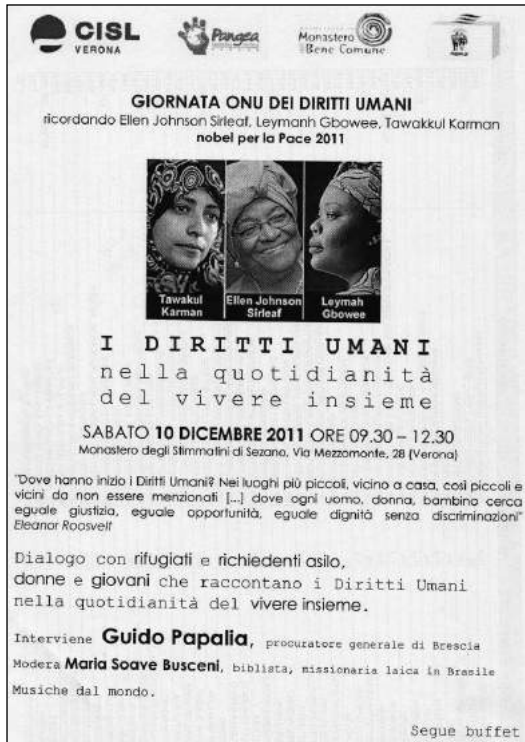 CISL
VERONA
Pangea
Monastero
Bene Comune
GIORNATA ONU DEI DIRITTI UMANI
ricordando Ellen Johnson Sirleaf, Leymanh Gbowee, Tawakkul Karman
nobel per la Pace 2011
Tawakul
Karman
Ellen Johnson
Sirleaf
Leymah
Gbowee
I DIRITTI UMANI
nella quotidianità
del vivere insieme
SABATO 10 DICEMBRE 2011 ORE 09.30 – 12.30
Monastero degli Stimmatini di Sezano, Via Mezzomonte, 28 (Verona)
"Dove hanno inizio i Diritti Umani? Nei luoghi più piccoli, vicino a casa, così piccoli e
vicini da non essere menzionati [...] dove ogni uomo, donna, bambino cerca
eguale giustizia, eguale opportunità, eguale dignità senza discriminazioni"
Eleanor Roosvelt
Dialogo con rifugiati e richiedenti asilo,
donne e giovani che raccontano i Diritti Umani
nella quotidianità del vivere insieme.
Interviene Guido Papalia, procuratore generale di Brescia
Modera Maria Soave Busceni, biblista, missionaria laica in Brasile
Musiche dal mondo.
Segue buffet